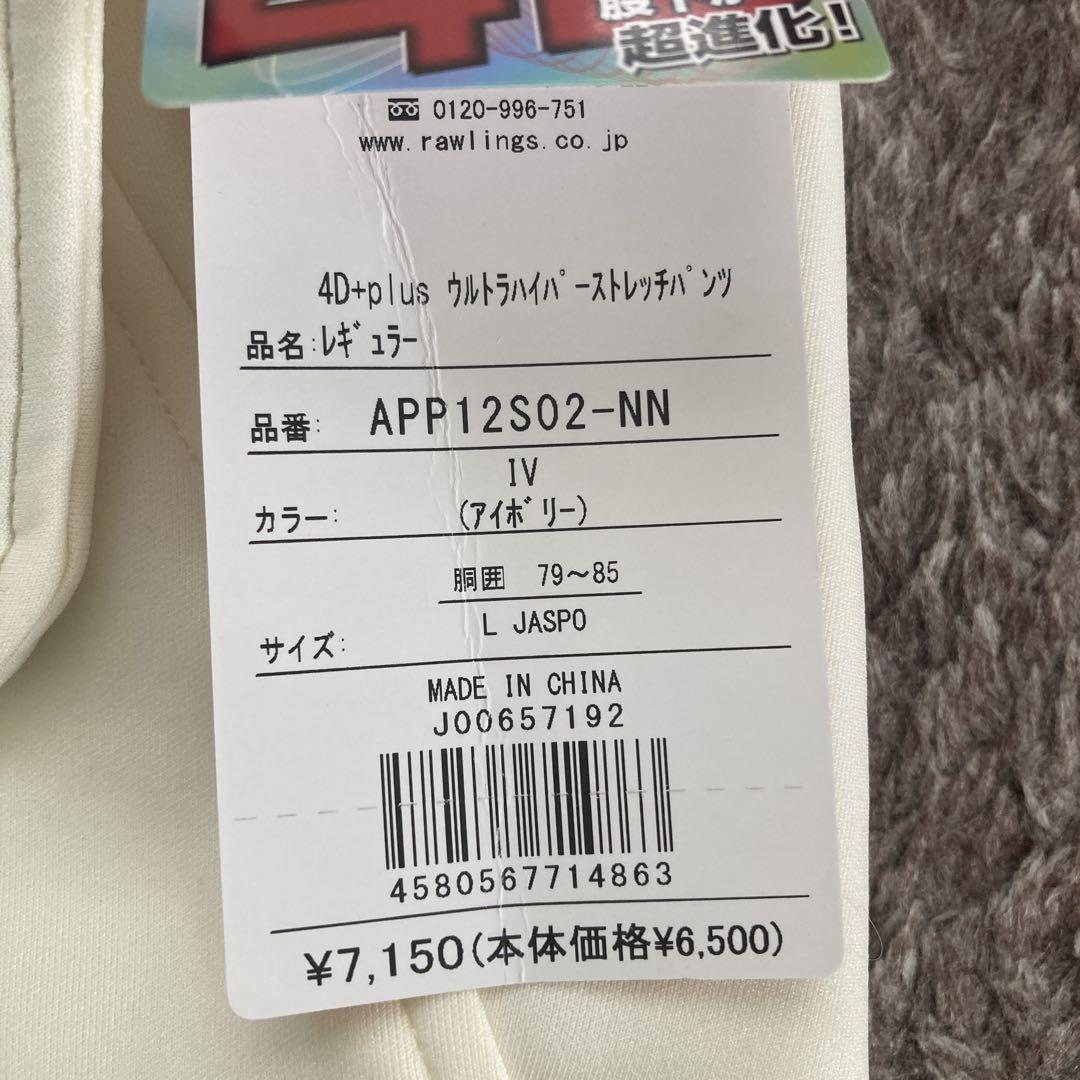 超進化!
0120-996-751
www.rawlings.co.jp
4D+plus ウルトラハイパーストレッチパンツ
品名:レギュラー
品番: APP12S02-NN
IV
カラー: (アイボリー)
胴囲 79〜85
L JASPO
サイズ:
MADE IN CHINA
J00657192
4580567714863
¥7,150(本体価格¥6,500)